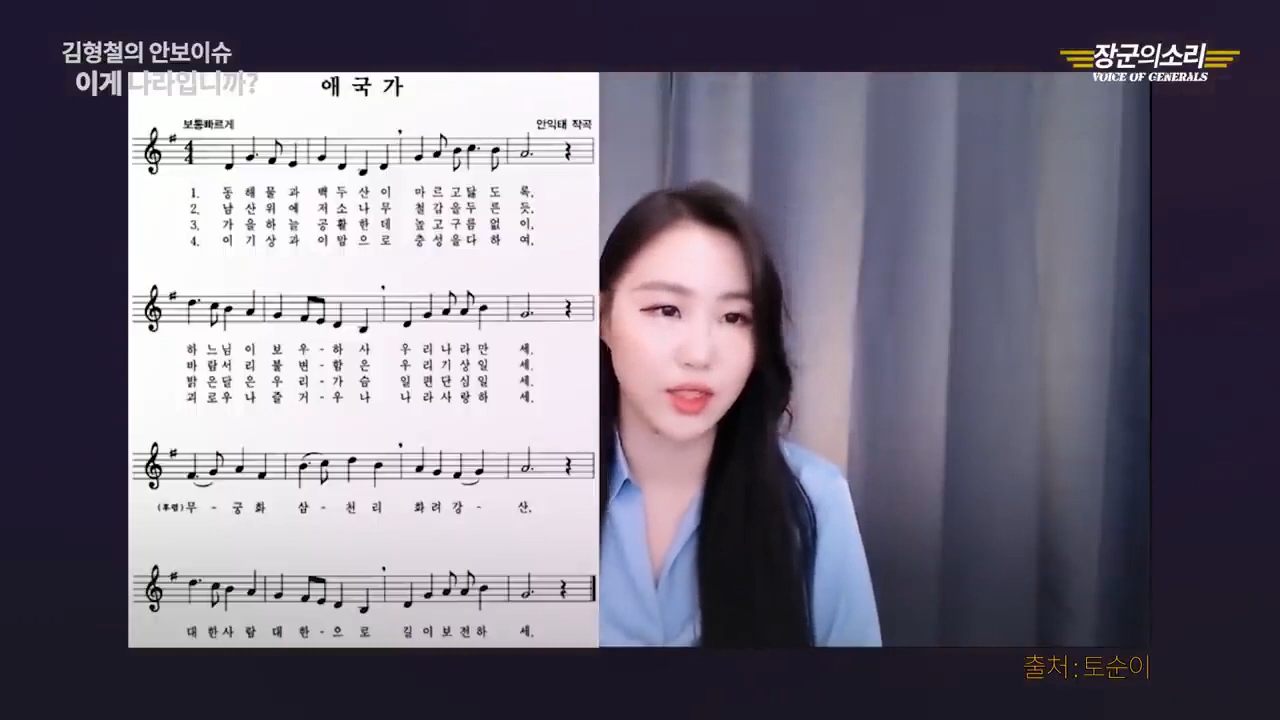 김형철의 안보이슈
이게 나라입니까?
장군의소리
VOICE OF GENERALS
애국가
보통빠르게
안익태 작곡
1. 동해물과 백두산이 마르고닳도록,
2. 남산위에 저소나무 철갑을두른듯,
3. 가을하늘 공활한데 높고구름없이,
4. 이기상과 이맘으로 충성을다하여,
하느님이 보우-하사 우리나라만세.
바람서리 불변-함은 우리기상일세.
밝은달은 우리-가슴 일편단심일세.
괴로우나 즐거-우나 나라사랑하세.
(후렴)무-궁화 삼-천리 화려강-산,
대한사람 대한-으로 길이보전하세.
출처 : 토순이